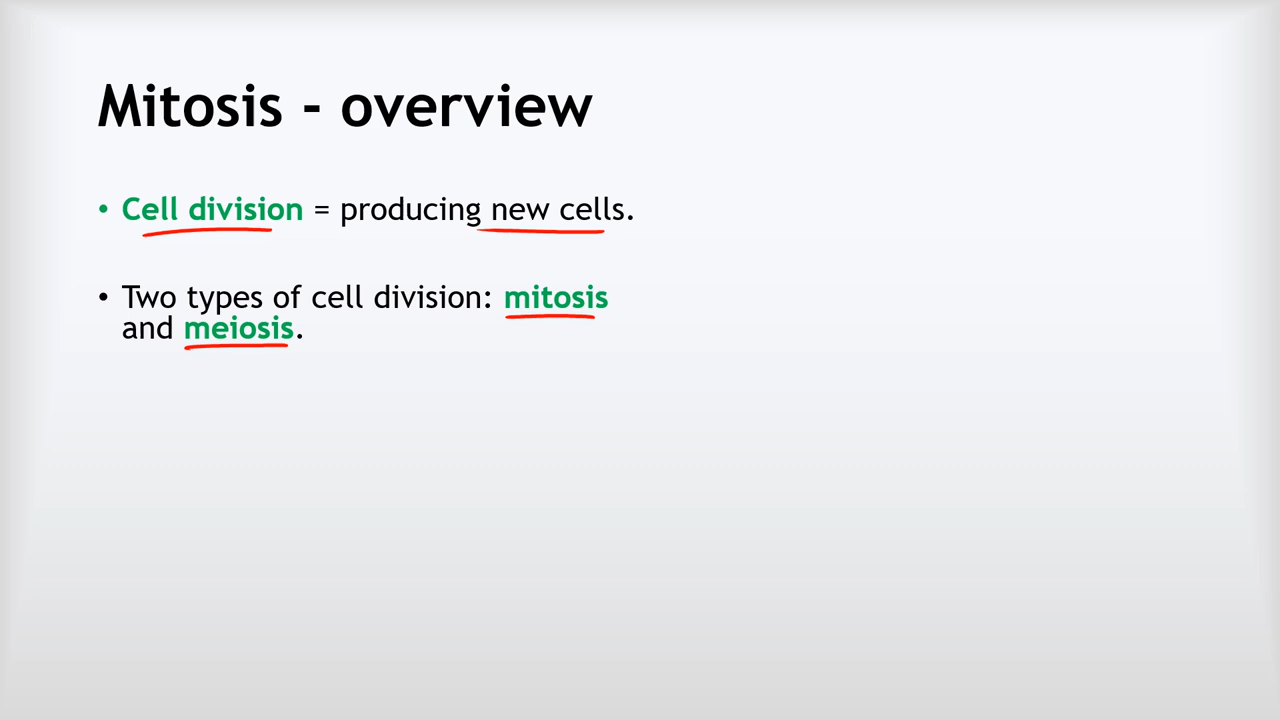 Mitosis - overview
• Cell division = producing new cells.
• Two types of cell division: mitosis
and meiosis.